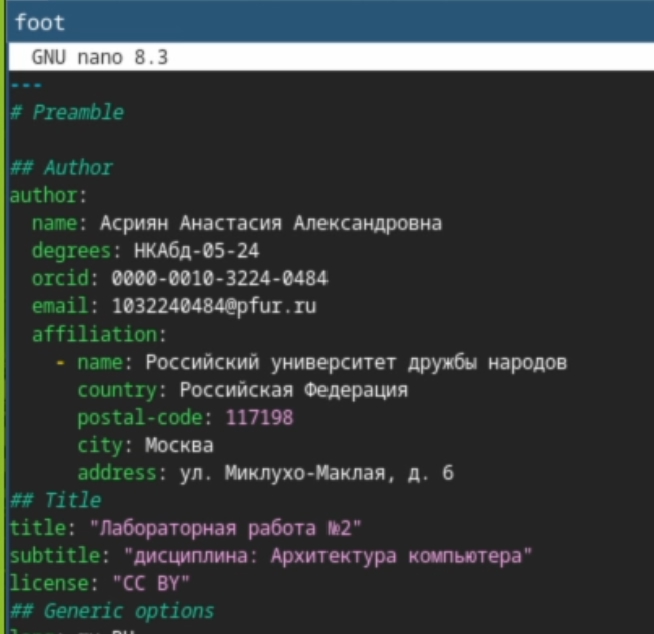 foot
GNU nano 8.3
---
# Preamble
## Author
author:
name: Асриян Анастасия Александровна
degrees: НКАбд-05-24
orcid: 0000-0010-3224-0484
email: 1032240484@pfur.ru
affiliation:
- name: Российский университет дружбы народов
country: Российская Федерация
postal-code: 117198
city: Москва
address: ул. Миклухо-Маклая, д. 6
## Title
title: "Лабораторная работа №2"
subtitle: "дисциплина: Архитектура компьютера"
license: "CC BY"
## Generic options